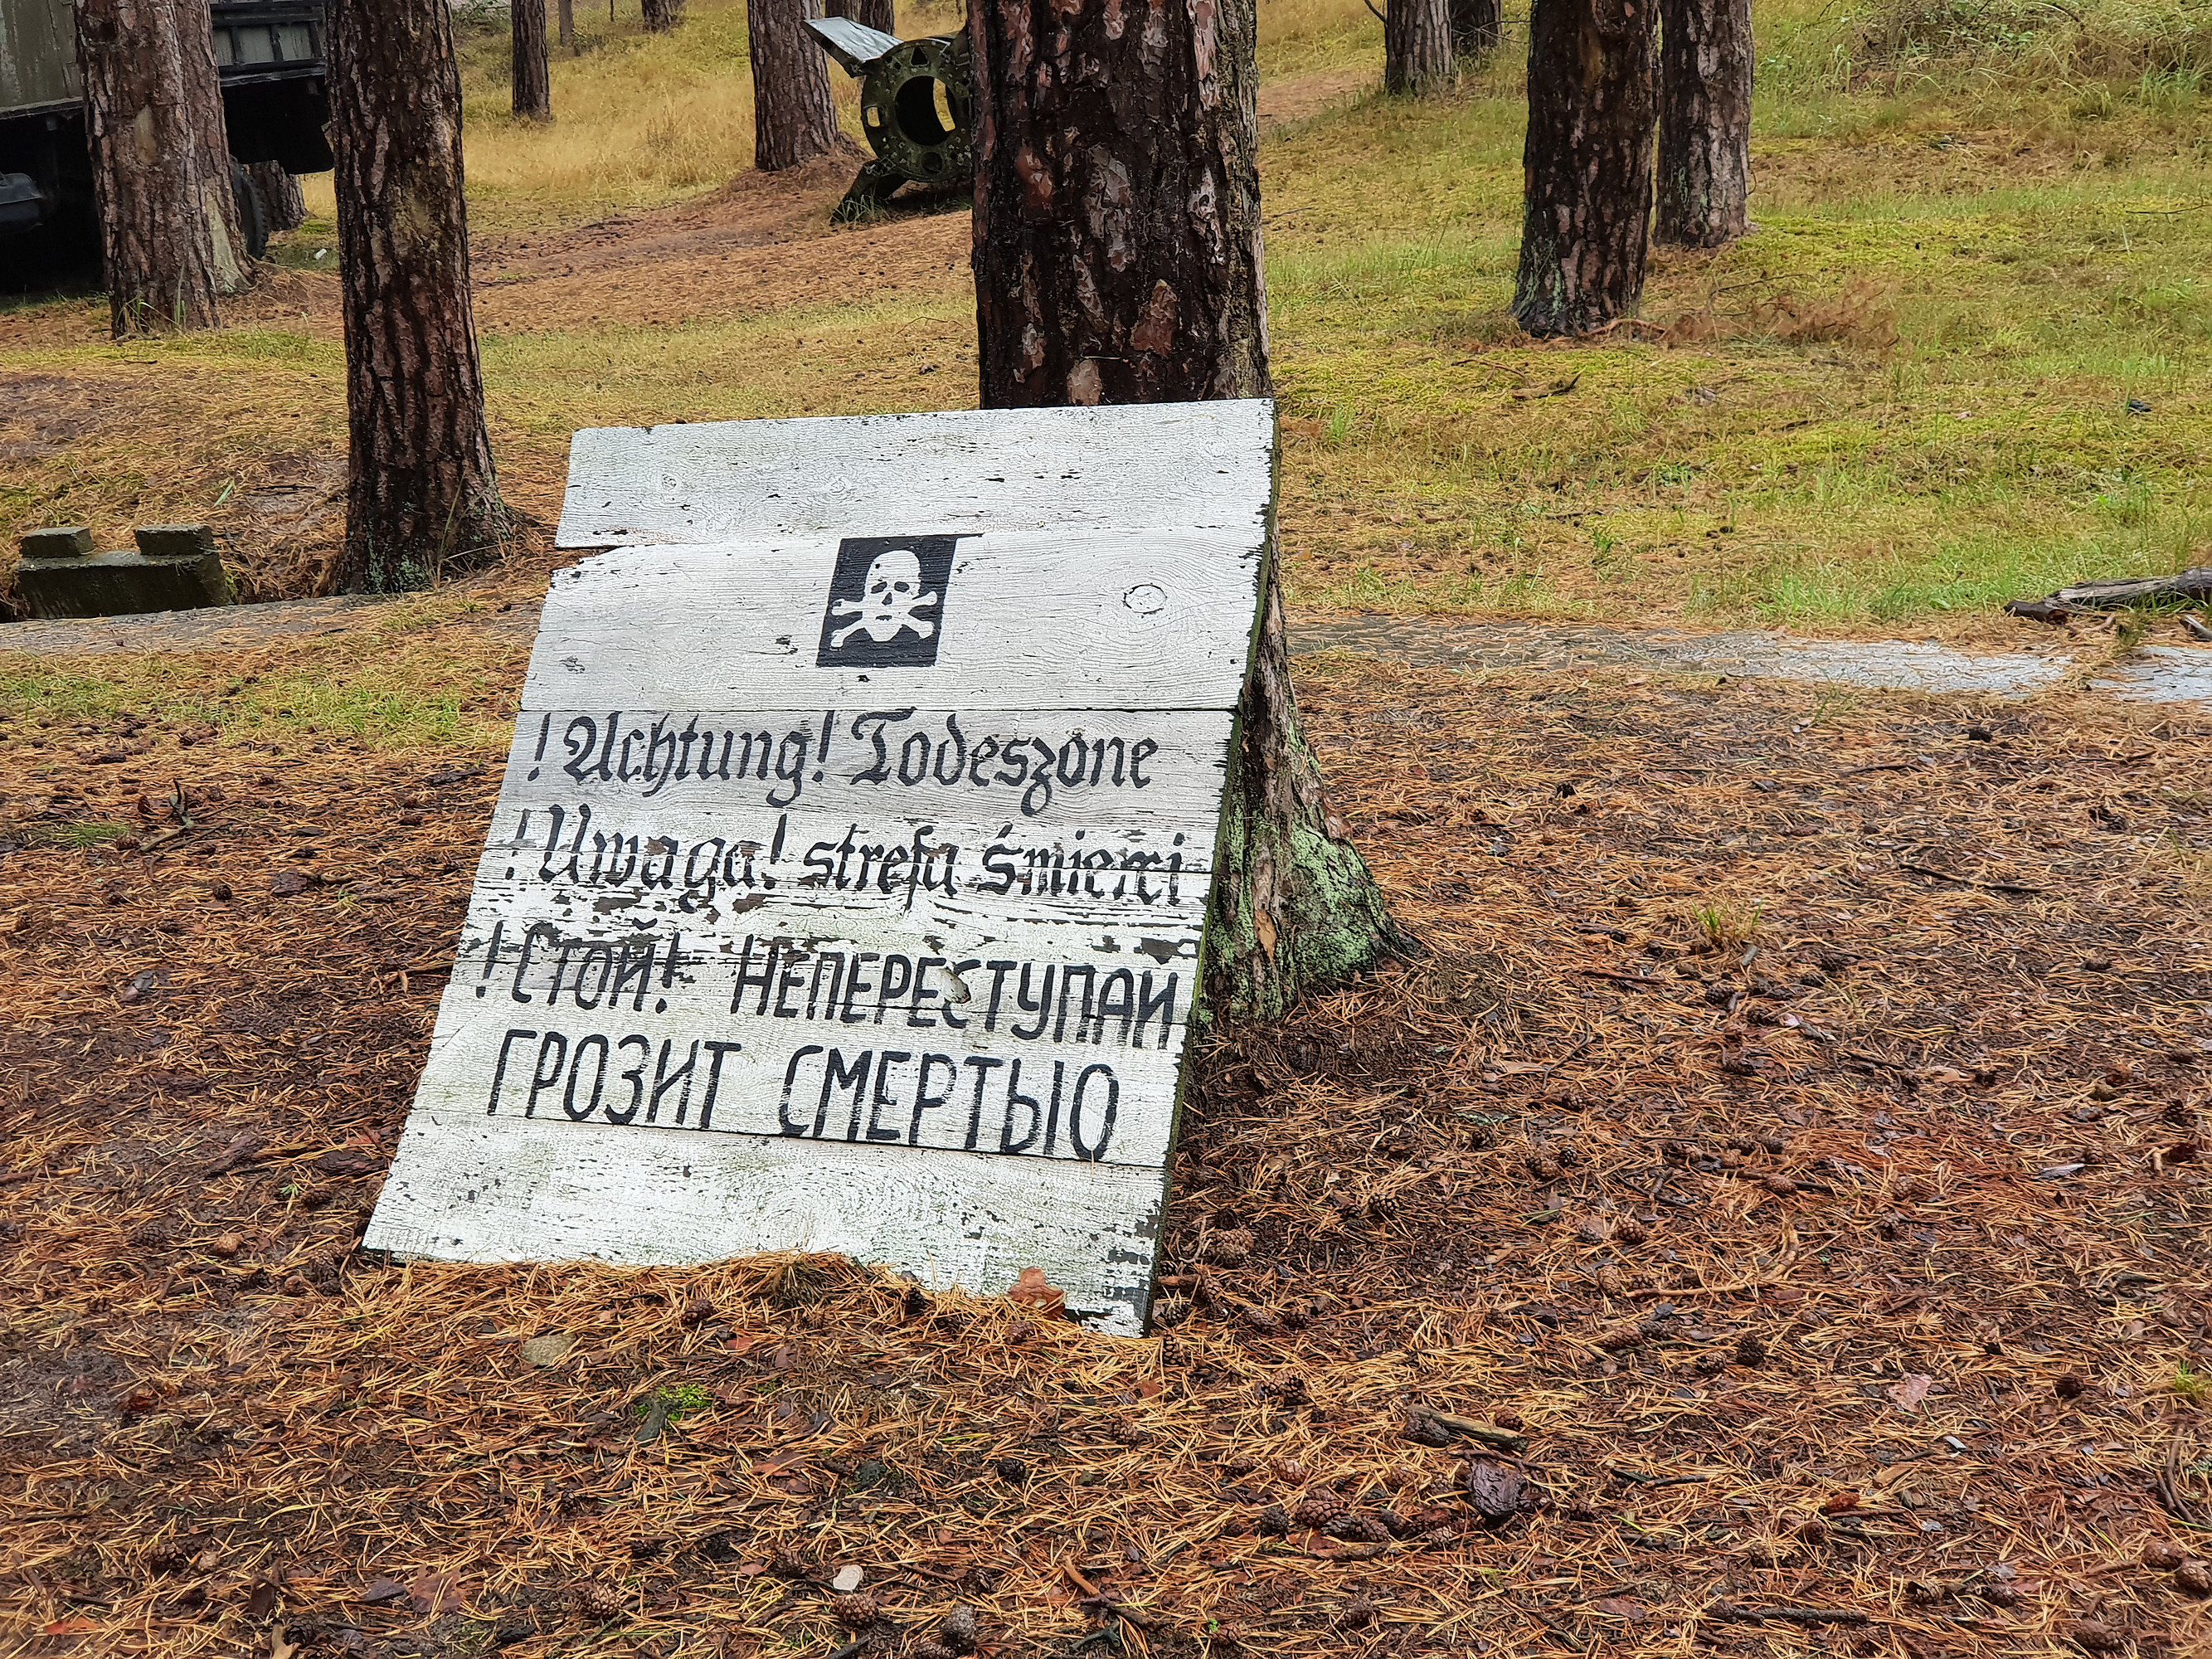 ! Achtung! Todeszone
! Uwaga! strefa śmierci
! СТОЙ! НЕПЕРЕСТУПАЙ
ГРОЗИТ СМЕРТЬЮ